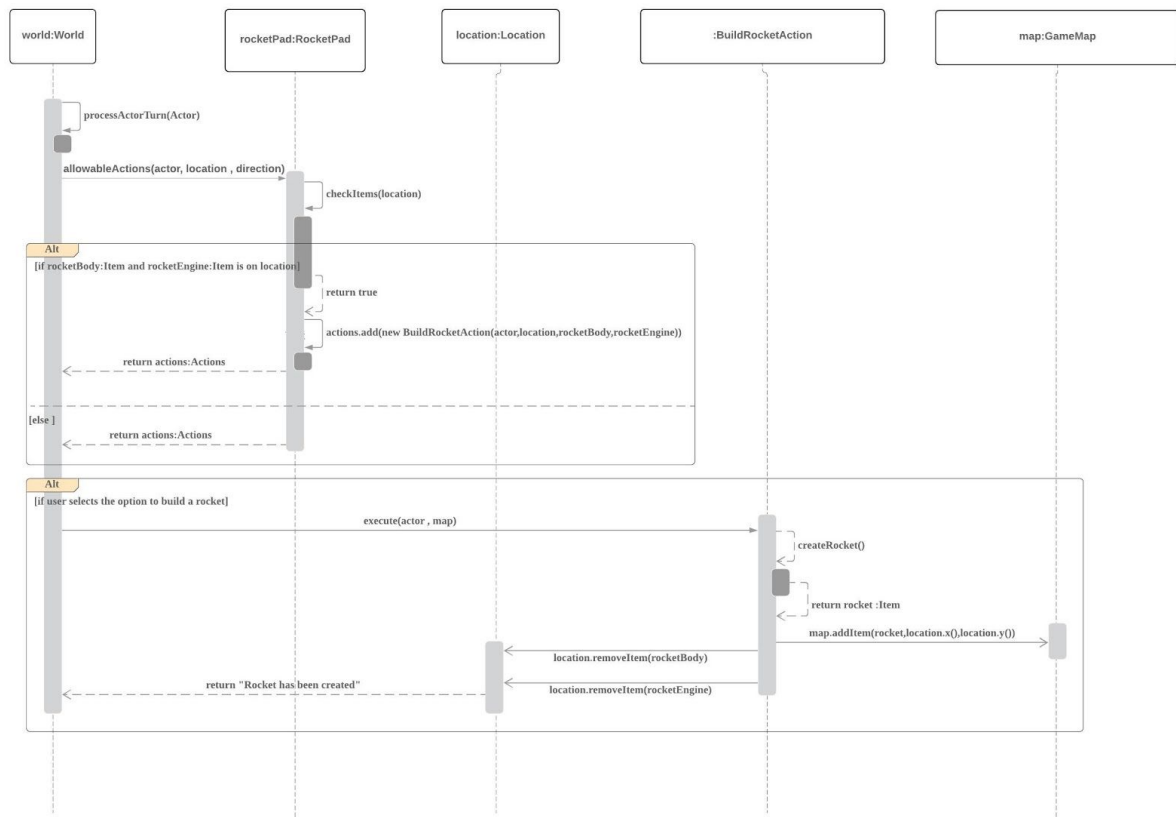 world:World
rocketPad:RocketPad
location:Location
:BuildRocketAction
map:GameMap
processActorTurn(Actor)
allowableActions(actor, location , direction)
checkItems(location)
Alt
[if rocketBody:Item and rocketEngine:Item is on location]
return true
actions.add(new BuildRocketAction(actor,location,rocketBody,rocketEngine))
return actions:Actions
[else ]
return actions:Actions
Alt
[if user selects the option to build a rocket]
execute(actor , map)
createRocket()
return rocket :Item
map.addItem(rocket,location.x(),location.y())
location.removeItem(rocketBody)
return "Rocket has been created"
location.removeItem(rocketEngine)